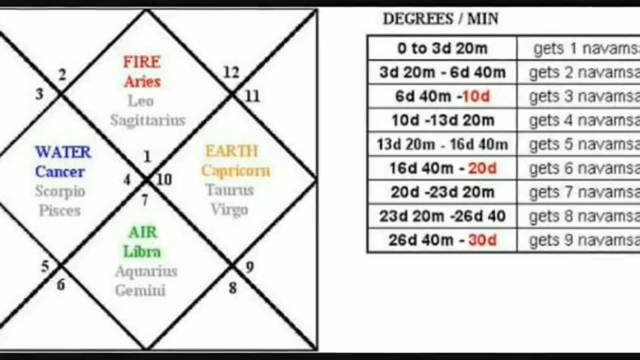 FIRE
Aries
Leo
Sagittarius
2
12
3
11
WATER
Cancer
Scorpio
Pisces
1
4
10
7
EARTH
Capricorn
Taurus
Virgo
AIR
Libra
Aquarius
Gemini
5
9
6
8
DEGREES / MIN
0 to 3d 20m gets 1 navamsa
3d 20m - 6d 40m gets 2 navamsa
6d 40m -10d gets 3 navamsa
10d -13d 20m gets 4 navamsa
13d 20m - 16d 40m gets 5 navamsa
16d 40m - 20d gets 6 navamsa
20d -23d 20m gets 7 navamsa
23d 20m -26d 40 gets 8 navamsa
26d 40m - 30d gets 9 navamsa